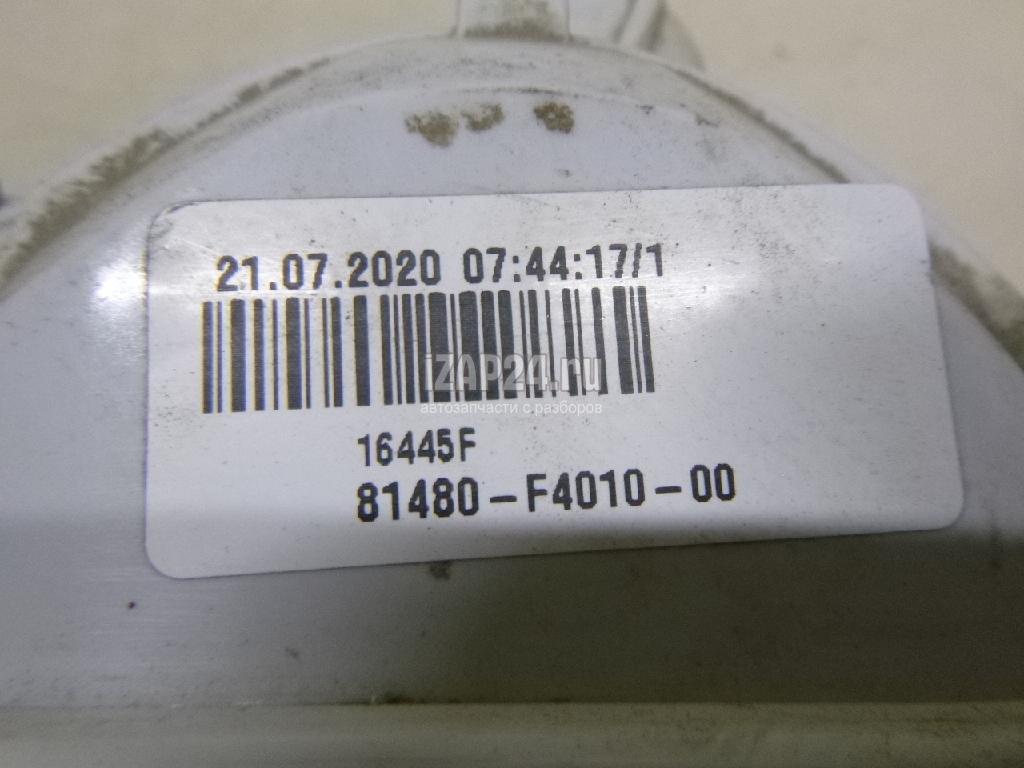 21.07.2020 07:44:17/1
iZAP24.ru
автозапчасти с разборов
16445F
81480-F4010-00